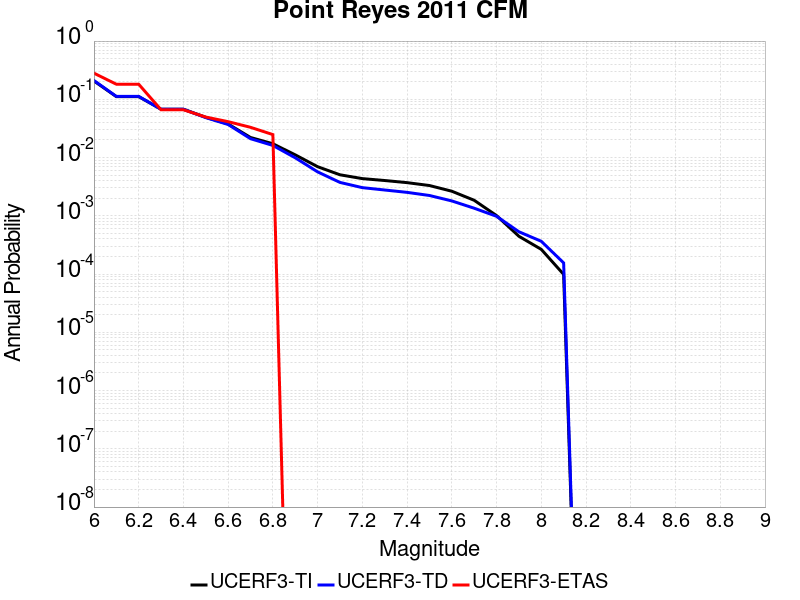 Point Reyes 2011 CFM
Annual Probability
10^0
10^-1
10^-2
10^-3
10^-4
10^-5
10^-6
10^-7
10^-8
6 6.2 6.4 6.6 6.8 7 7.2 7.4 7.6 7.8 8 8.2 8.4 8.6 8.8 9
Magnitude
UCERF3-TI UCERF3-TD UCERF3-ETAS